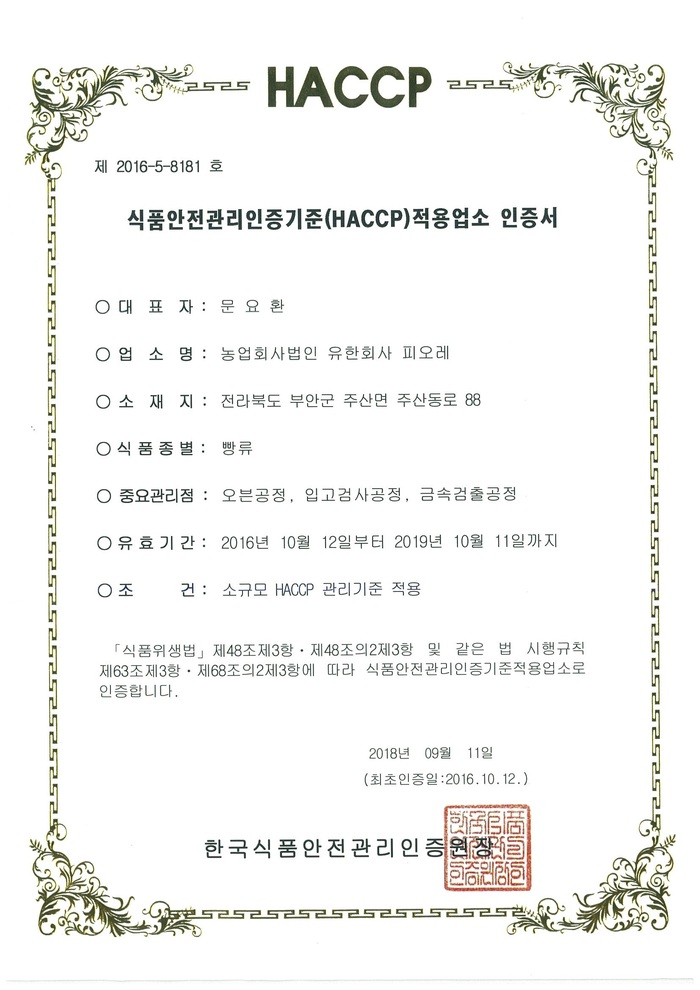 HACCP
제 2016-5-8181 호
식품안전관리인증기준(HACCP)적용업소 인증서
○ 대 표 자 : 문 요 환
○ 업 소 명 : 농업회사법인 유한회사 피오레
○ 소 재 지 : 전라북도 부안군 주산면 주산동로 88
○ 식 품 종 별 : 빵류
○ 중요관리점 : 오븐공정, 입고검사공정, 금속검출공정
○ 유 효 기 간 : 2016년 10월 12일부터 2019년 10월 11일까지
○ 조 건 : 소규모 HACCP 관리기준 적용
「식품위생법」제48조제3항·제48조의2제3항 및 같은 법 시행규칙
제63조제3항·제68조의2제3항에 따라 식품안전관리인증기준적용업소로
인증합니다.
2018년 09월 11일
(최초인증일:2016.10.12.)
한국식품안전관리인증원장